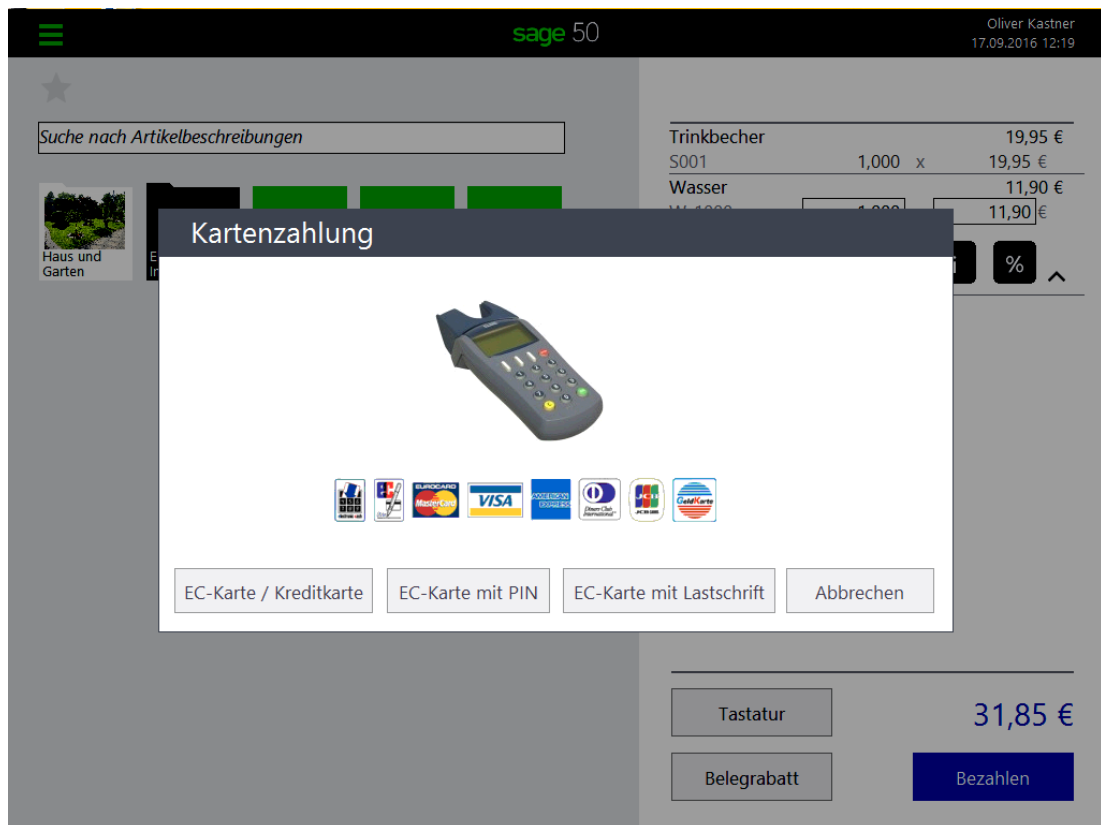 sage 50
Oliver Kastner
17.09.2016 12:19
Suche nach Artikelbeschreibungen
Haus und
Garten
Trinkbecher 19,95 €
S001 1,000 x 19,95 €
Wasser 11,90 €
11,90 €
%
Kartenzahlung
EUROCARD
MasterCard
VISA
AMERICAN
EXPRESS
Diners Club
International
JCB
GeldKarte
EC-Karte / Kreditkarte
EC-Karte mit PIN
EC-Karte mit Lastschrift
Abbrechen
Tastatur
31,85 €
Belegrabatt
Bezahlen